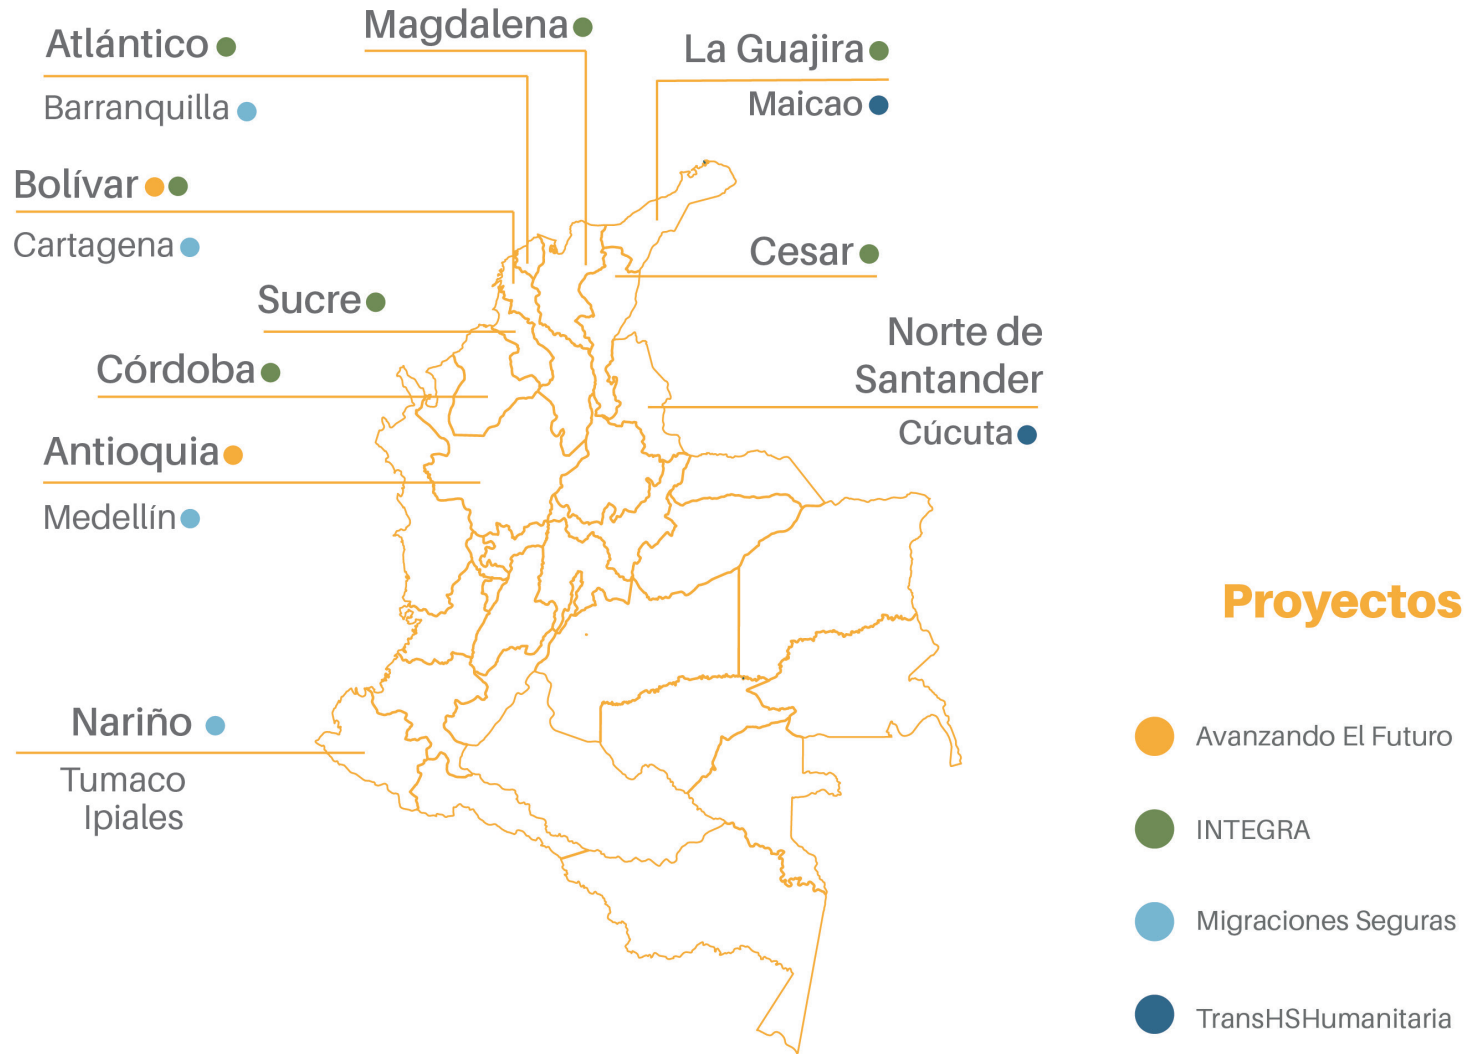 Magdalena
Atlántico
La Guajira
Barranquilla
Maicao
Bolívar
Cartagena
Cesar
Sucre
Norte de
Santander
Córdoba
Cúcuta
Antioquia
Medellín
Proyectos
Nariño
Tumaco
Ipiales
Avanzando El Futuro
INTEGRA
Migraciones Seguras
TransHSHumanitaria